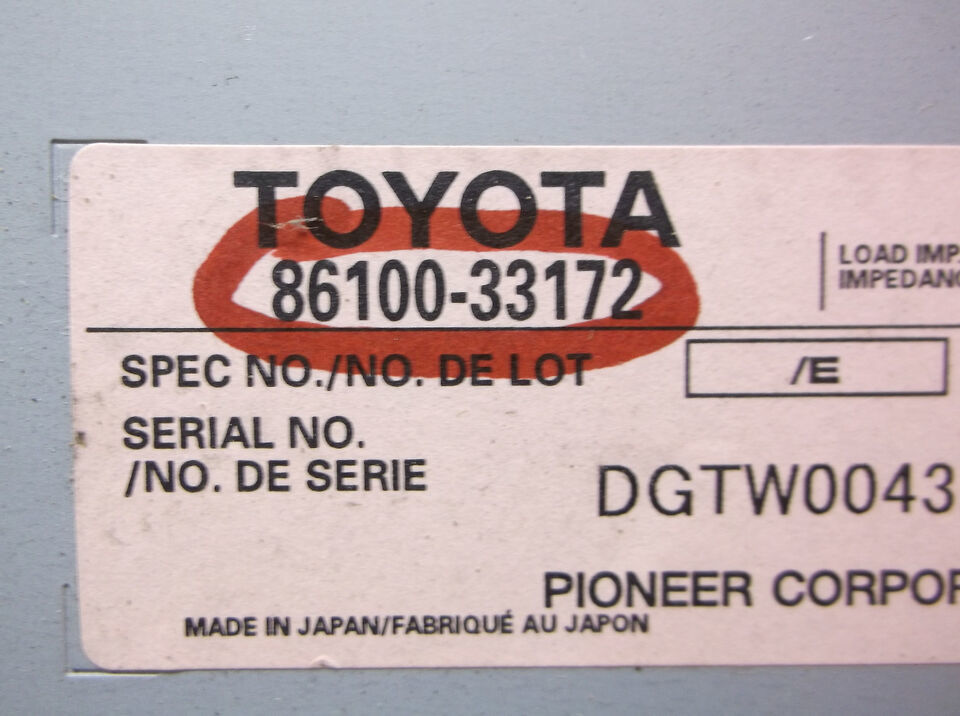 TOYOTA
86100-33172
LOAD IMP
IMPEDANC
SPEC NO./NO. DE LOT /E
SERIAL NO.
/NO. DE SERIE
DGTW0043
PIONEER CORPOR
MADE IN JAPAN/FABRIQUÉ AU JAPON